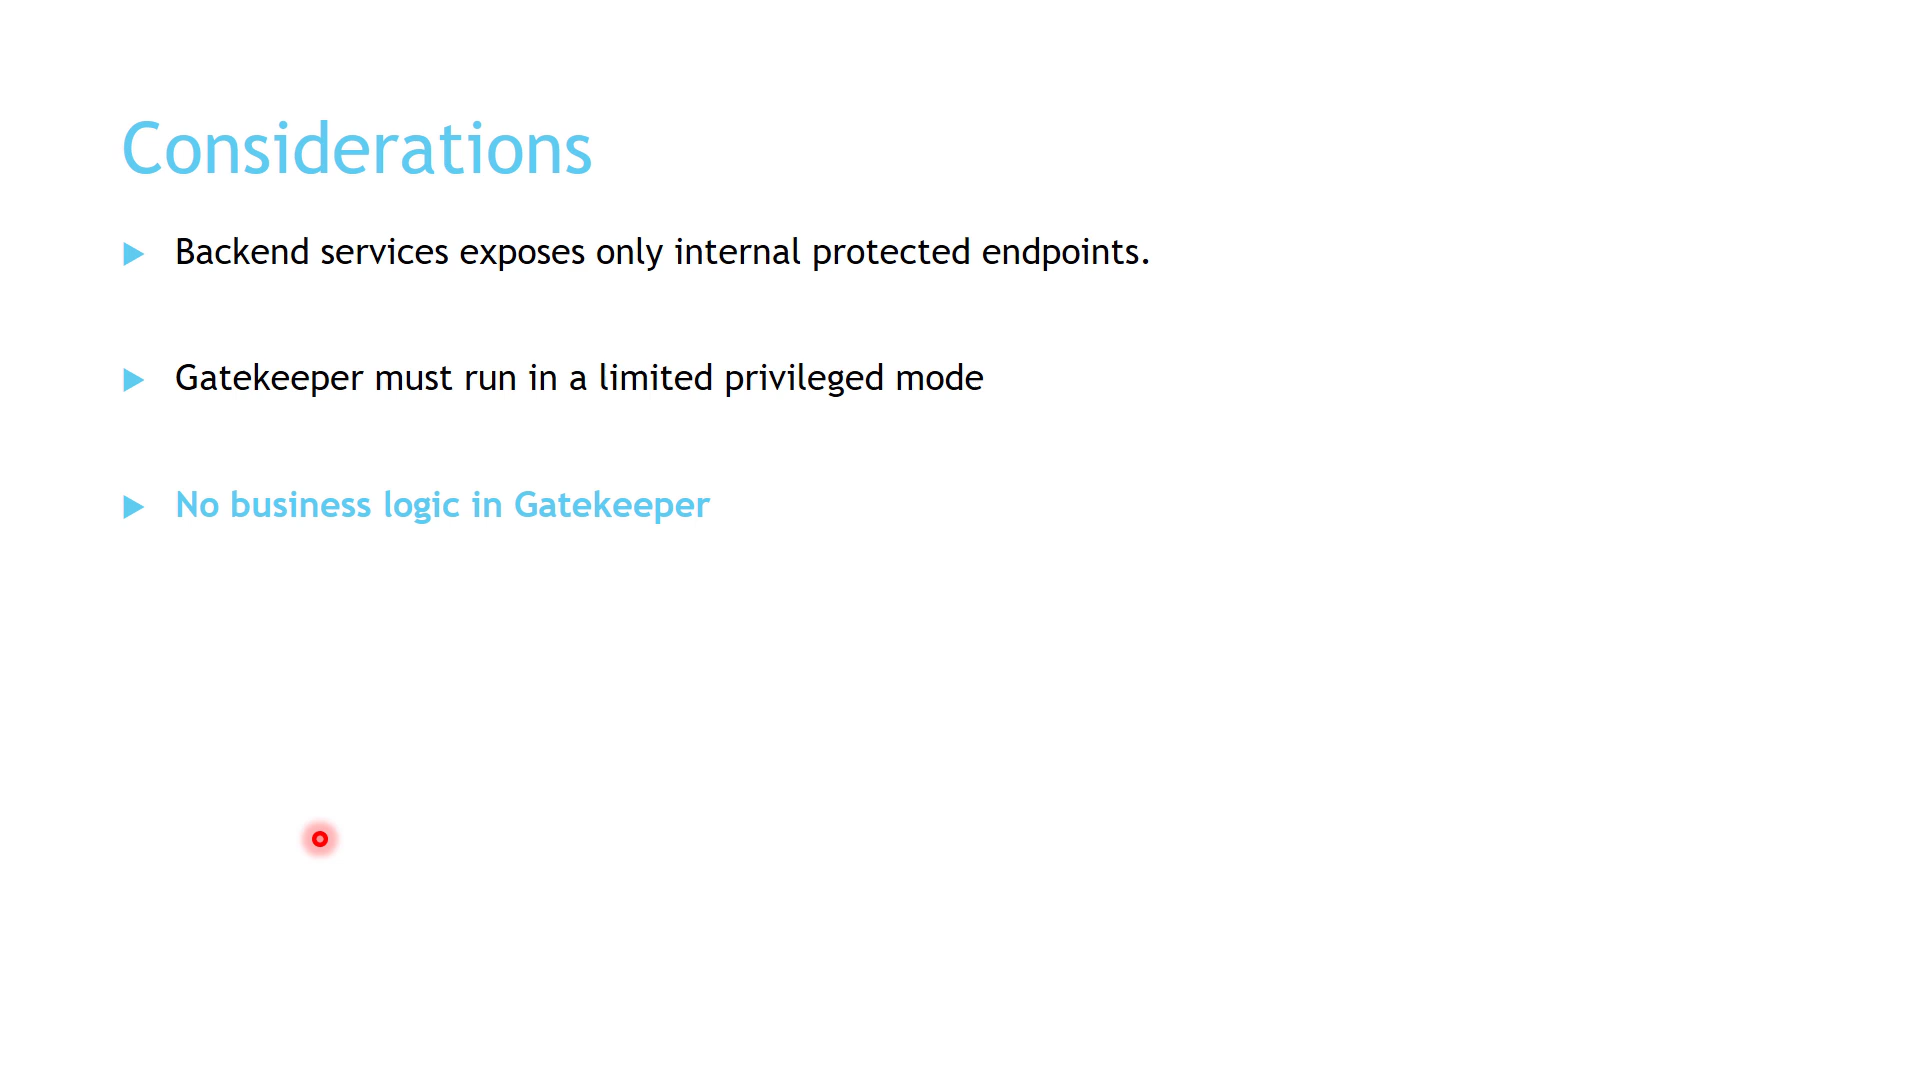 Considerations
Backend services exposes only internal protected endpoints.
Gatekeeper must run in a limited privileged mode
No business logic in Gatekeeper